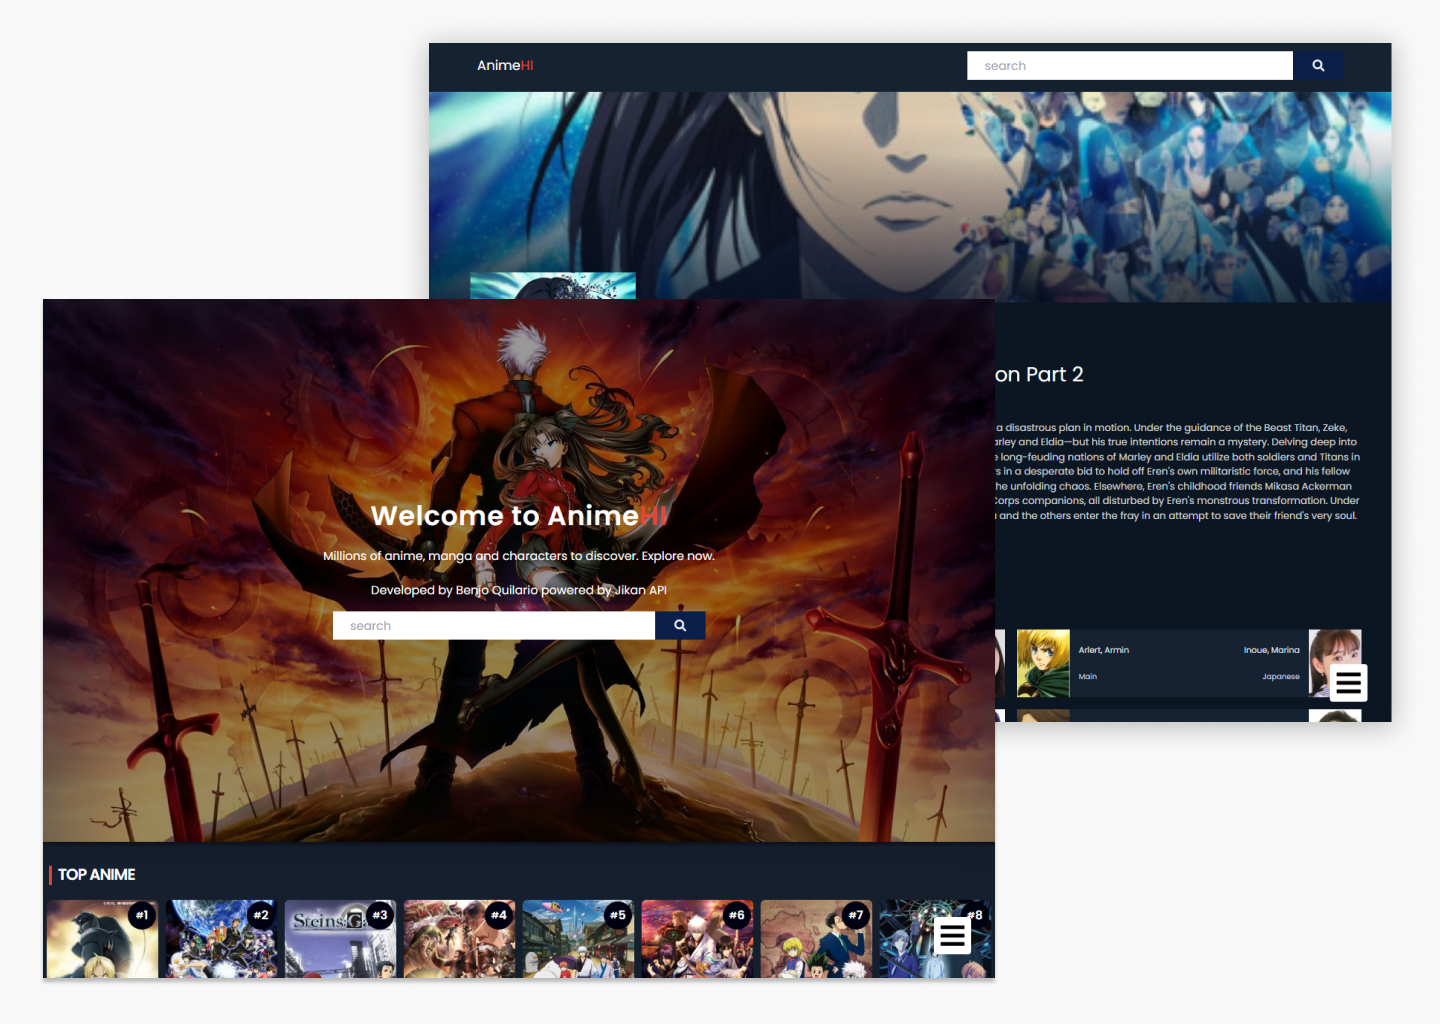 AnimeHI
search
on Part 2
a disastrous plan in motion. Under the guidance of the Beast Titan, Zeke,
arley and Eldia—but his true intentions remain a mystery. Delving deep into
e long-feuding nations of Marley and Eldia utilize both soldiers and Titans in
rs in a desperate bid to hold off Eren's own militaristic force, and his fellow
he unfolding chaos. Elsewhere, Eren's childhood friends Mikasa Ackerman
Corps companions, all disturbed by Eren's monstrous transformation. Under
and the others enter the fray in an attempt to save their friend's very soul.
Arlert, Armin
Inoue, Marina
Main
Japanese
Welcome to AnimeHI
Millions of anime, manga and characters to discover. Explore now.
Developed by Benjo Quilario powered by Jikan API
search
TOP ANIME
#1
#2
#3
#4
#5
#6
#7
#8
Steins;G